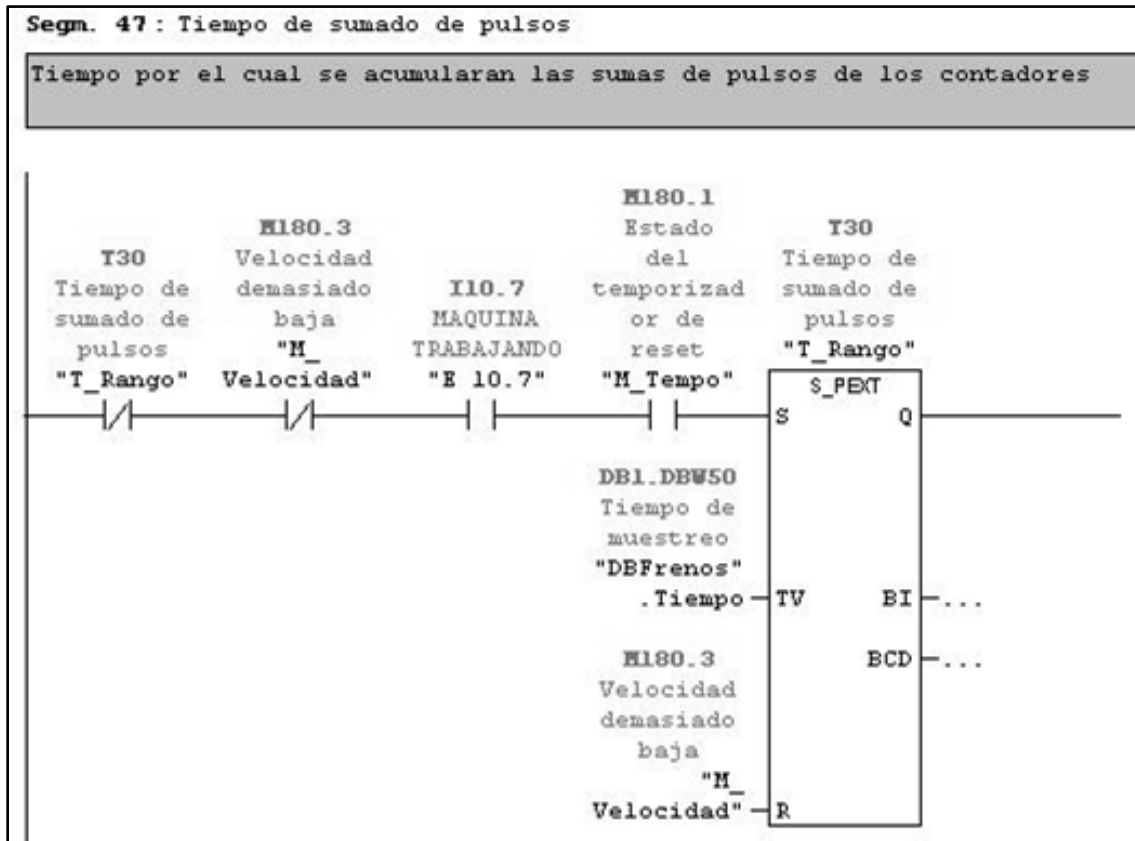 Segm. 47 : Tiempo de sumado de pulsos
Tiempo por el cual se acumularan las sumas de pulsos de los contadores
T30
Tiempo de
sumado de
pulsos
"T_Rango"
M180.3
Velocidad
demasiado
baja
"M_
Velocidad"
I10.7
MAQUINA
TRABAJANDO
"E 10.7"
M180.1
Estado
del
temporizad
or de
reset
"M_Tempo"
T30
Tiempo de
sumado de
pulsos
"T_Rango"
S_PEXT
S Q
DB1.DBW50
Tiempo de
muestreo
"DBFrenos"
.Tiempo
TV BI ...
M180.3
Velocidad
demasiado
baja
"M_
Velocidad"
BCD ...
R